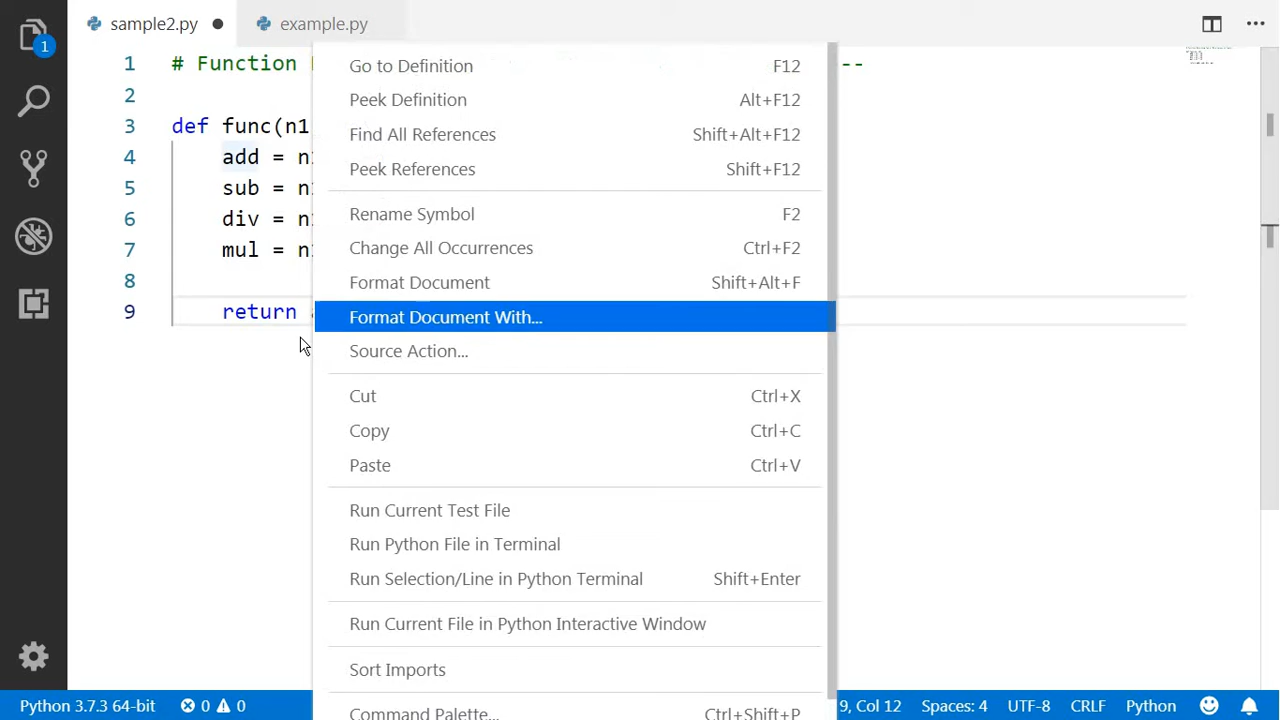 sample2.py
example.py
1
1 # Function
--
2
3 def func(n1
4 add = n
5 sub = n
6 div = n
7 mul = n
8
9 return
Go to Definition F12
Peek Definition Alt+F12
Find All References Shift+Alt+F12
Peek References Shift+F12
Rename Symbol F2
Change All Occurrences Ctrl+F2
Format Document Shift+Alt+F
Format Document With...
Source Action...
Cut Ctrl+X
Copy Ctrl+C
Paste Ctrl+V
Run Current Test File
Run Python File in Terminal
Run Selection/Line in Python Terminal Shift+Enter
Run Current File in Python Interactive Window
Sort Imports
Command Palette... Ctrl+Shift+P
Python 3.7.3 64-bit 0 0 9, Col 12 Spaces: 4 UTF-8 CRLF Python